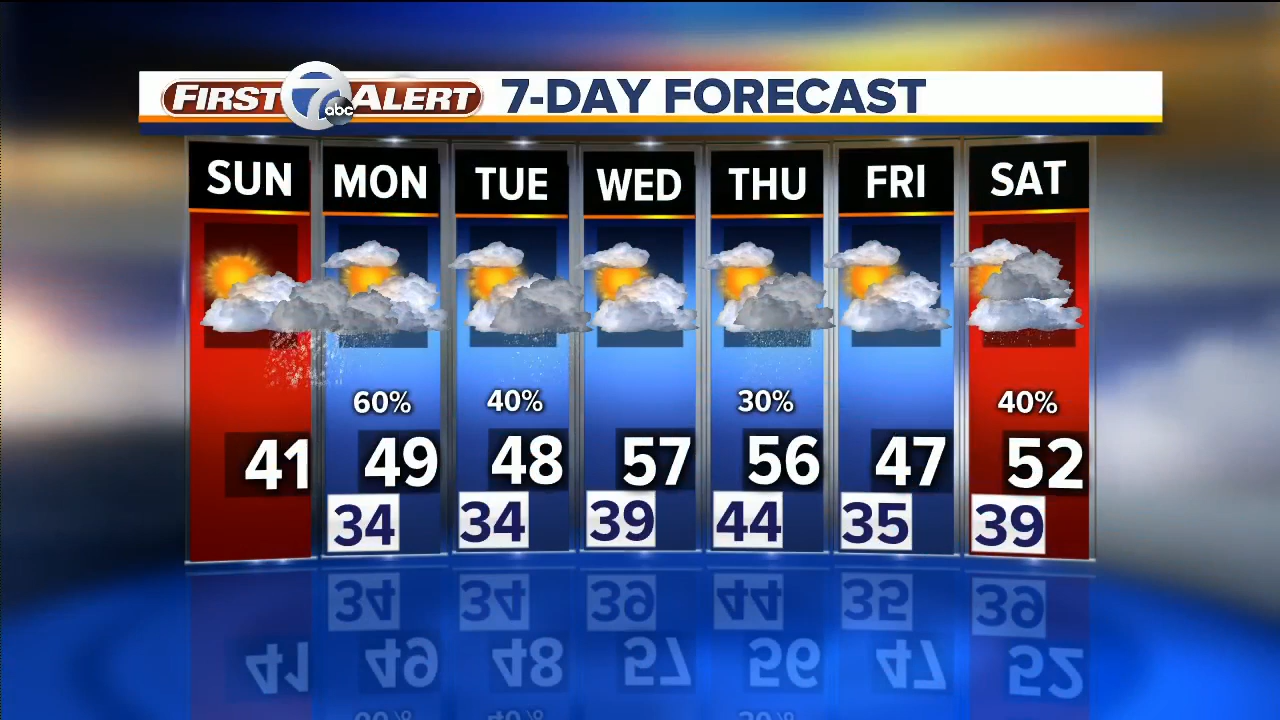 FIRST 7 abc ALERT 7-DAY FORECAST
SUN MON TUE WED THU FRI SAT
60% 40% 30% 40%
41 49 48 57 56 47 52
34 34 39 44 35 39